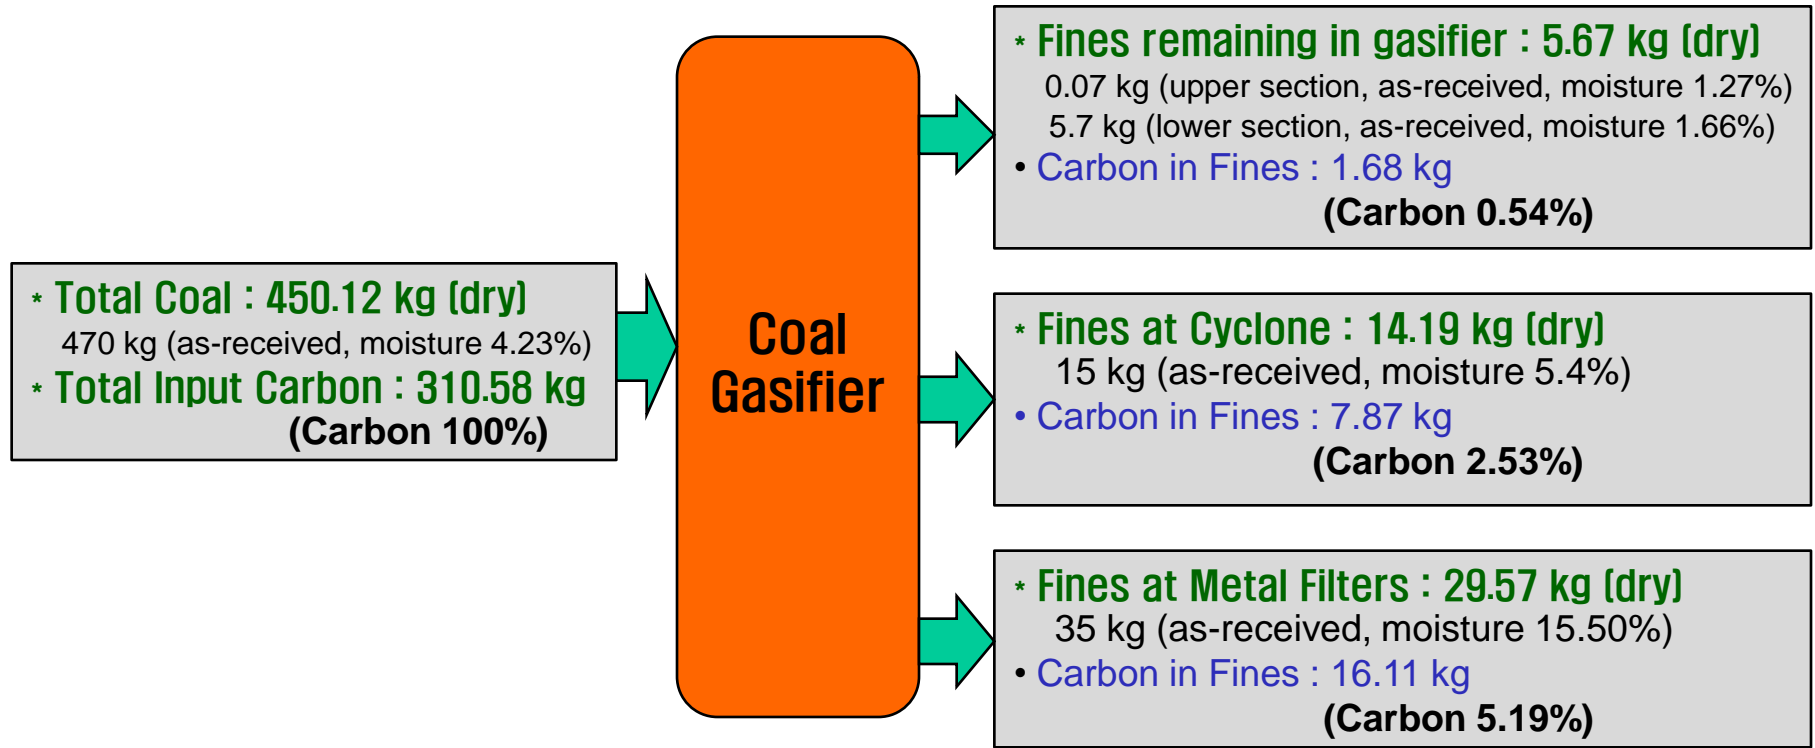 * Total Coal : 450.12 kg (dry)
470 kg (as-received, moisture 4.23%)
* Total Input Carbon : 310.58 kg
(Carbon 100%)
Coal
Gasifier
* Fines remaining in gasifier : 5.67 kg (dry)
0.07 kg (upper section, as-received, moisture 1.27%)
5.7 kg (lower section, as-received, moisture 1.66%)
• Carbon in Fines : 1.68 kg
(Carbon 0.54%)
* Fines at Cyclone : 14.19 kg (dry)
15 kg (as-received, moisture 5.4%)
• Carbon in Fines : 7.87 kg
(Carbon 2.53%)
* Fines at Metal Filters : 29.57 kg (dry)
35 kg (as-received, moisture 15.50%)
• Carbon in Fines : 16.11 kg
(Carbon 5.19%)